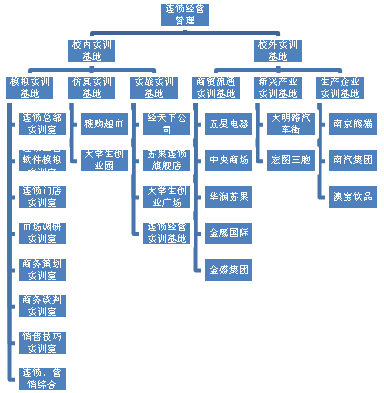 连锁经营
管理
校内实训
基地
校外实训
基地
模拟实训
基地
仿真实训
基地
实战实训
基地
商贸流通
实训基地
新兴产业
实训基地
生产企业
实训基地
连锁总部
实训室
软件模拟
实训室
连锁门店
实训室
市场调研
实训室
商务策划
实训室
商务谈判
实训室
销售技巧
实训室
连锁、营
销综合
模购超市
大学生创
业园
经天下公
司
苏果连锁
旗舰店
大学生创
业广场
连锁经营
实训基地
五星电器
中央商场
华润苏果
金鹰国际
金盛集团
大明路汽
车街
宏图三胞
南京熊猫
南汽集团